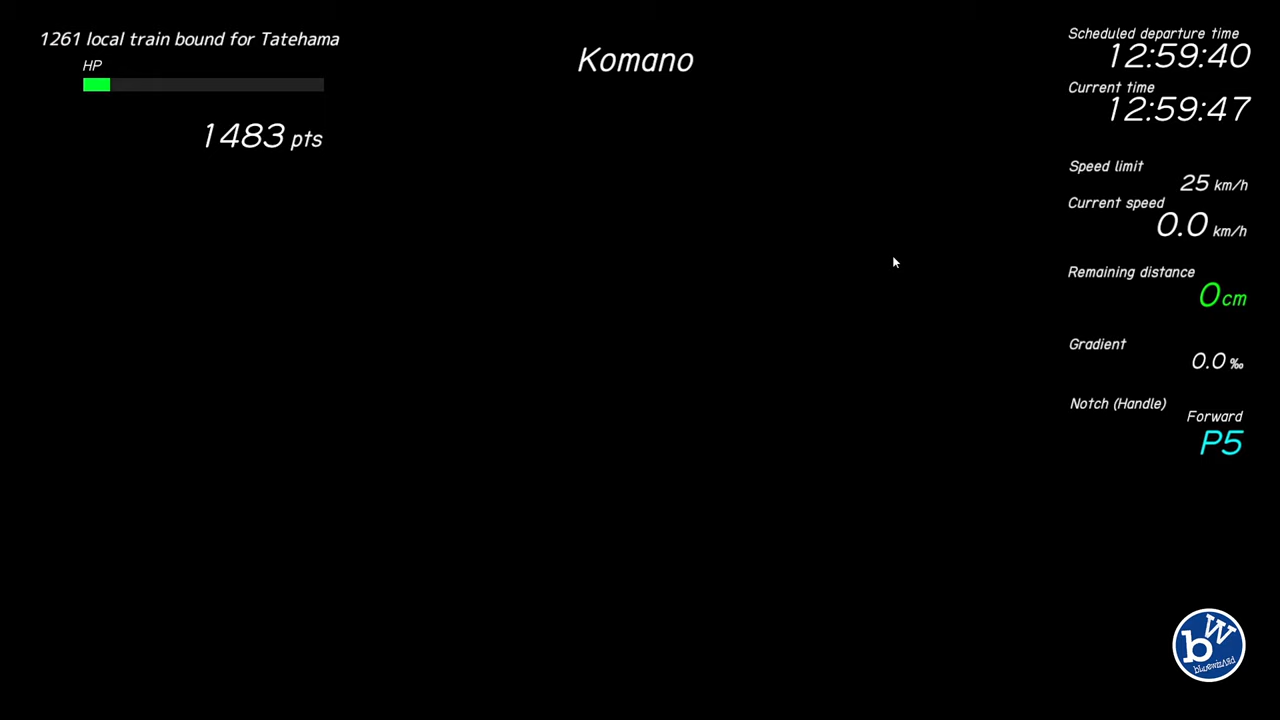 1261 local train bound for Tatehama
HP
1483 pts
Komano
Scheduled departure time
12:59:40
Current time
12:59:47
Speed limit
25 km/h
Current speed
0.0 km/h
Remaining distance
0cm
Gradient
0.0 ‰
Notch (Handle)
Forward
P5
bW
bluewizard